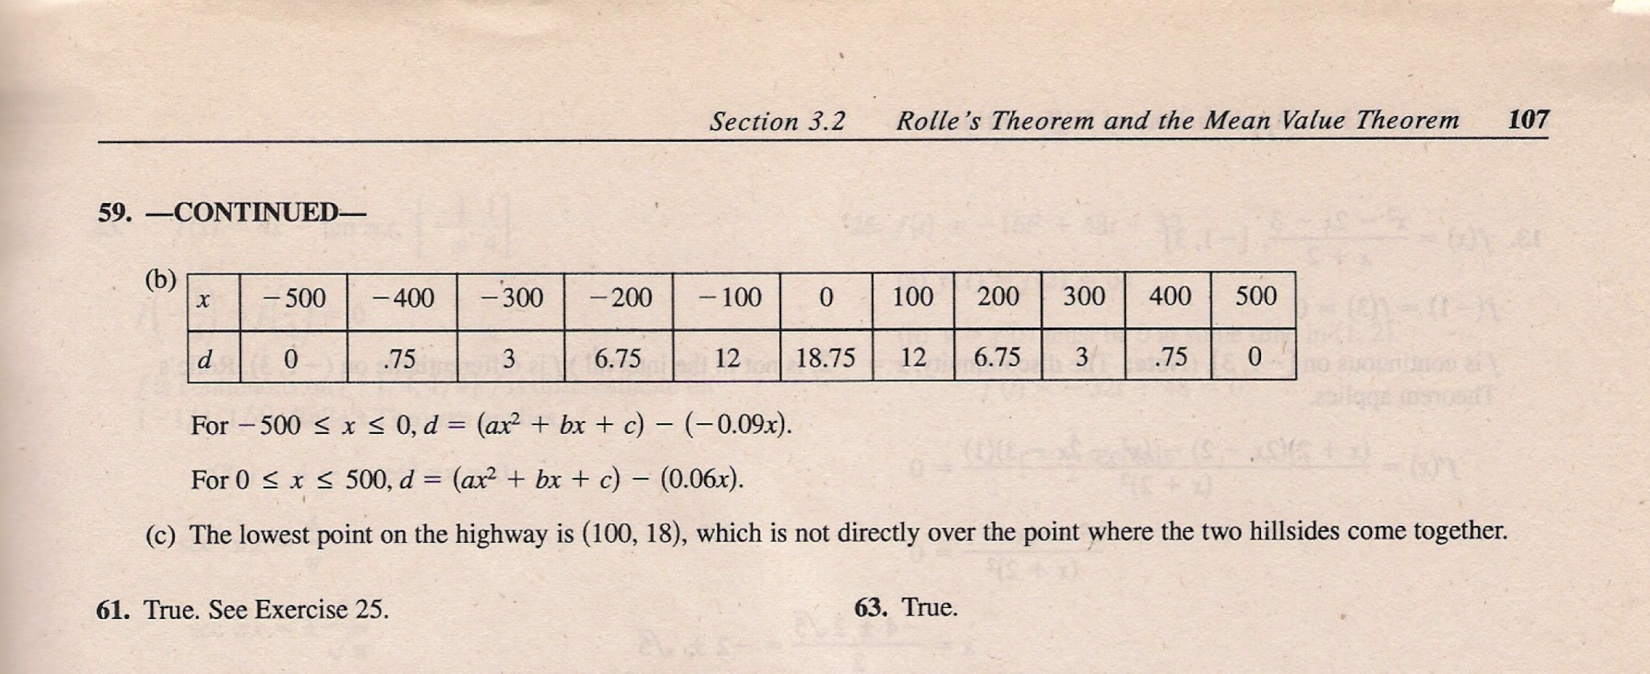 Section 3.2 Rolle's Theorem and the Mean Value Theorem 107
59. —CONTINUED—
(b)
x −500 −400 −300 −200 −100 0 100 200 300 400 500
d 0 .75 3 6.75 12 18.75 12 6.75 3 .75 0
For −500 ≤ x ≤ 0, d = (ax² + bx + c) − (−0.09x).
For 0 ≤ x ≤ 500, d = (ax² + bx + c) − (0.06x).
(c) The lowest point on the highway is (100, 18), which is not directly over the point where the two hillsides come together.
61. True. See Exercise 25. 63. True.